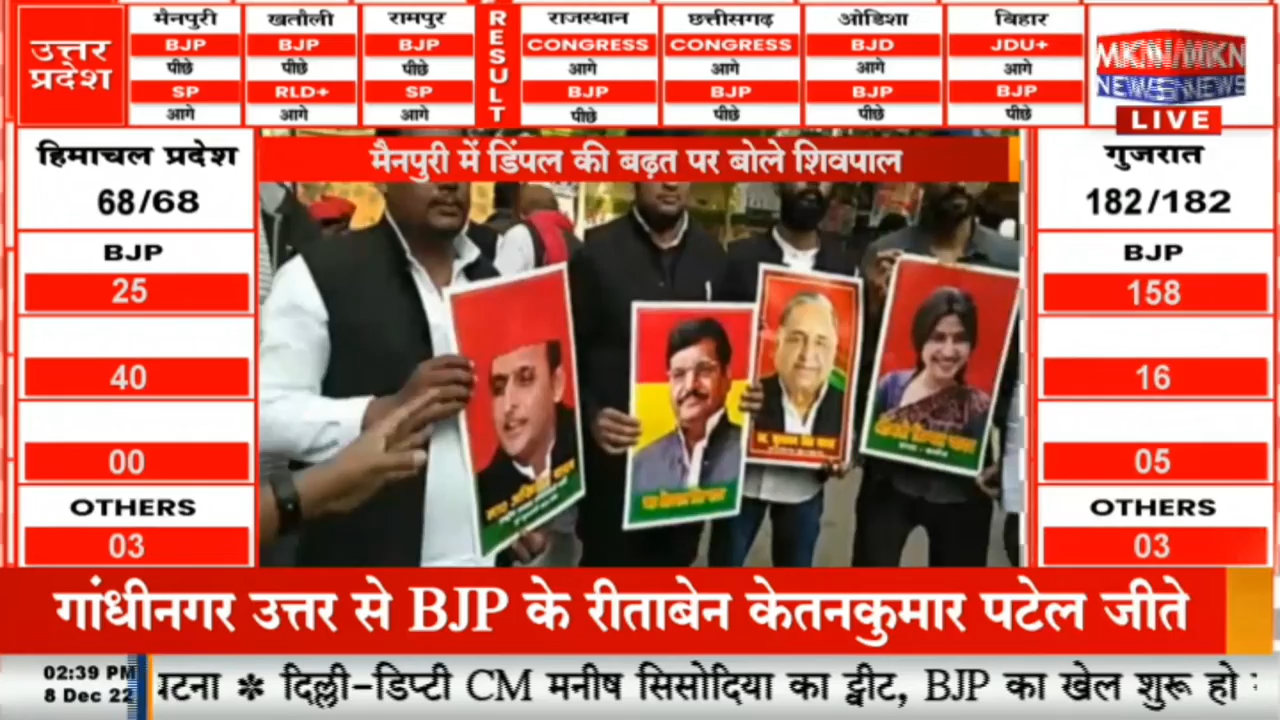 उत्तर
प्रदेश
मैनपुरी
BJP
पीछे
SP
आगे
खतौली
BJP
पीछे
RLD+
आगे
रामपुर
BJP
पीछे
SP
आगे
RESULT
राजस्थान
CONGRESS
आगे
BJP
पीछे
छत्तीसगढ़
CONGRESS
आगे
BJP
पीछे
ओडिशा
BJD
आगे
BJP
पीछे
बिहार
JDU+
आगे
BJP
पीछे
NEWS NEWS
LIVE
हिमाचल प्रदेश
68/68
BJP
25
40
00
OTHERS
03
मैनपुरी में डिंपल की बढ़त पर बोले शिवपाल
गुजरात
182/182
BJP
158
16
05
OTHERS
03
गांधीनगर उत्तर से BJP के रीताबेन केतनकुमार पटेल जीते
02:39 PM
8 Dec 22
टना * दिल्ली-डिप्टी CM मनीष सिसोदिया का ट्वीट, BJP का खेल शुरू हो